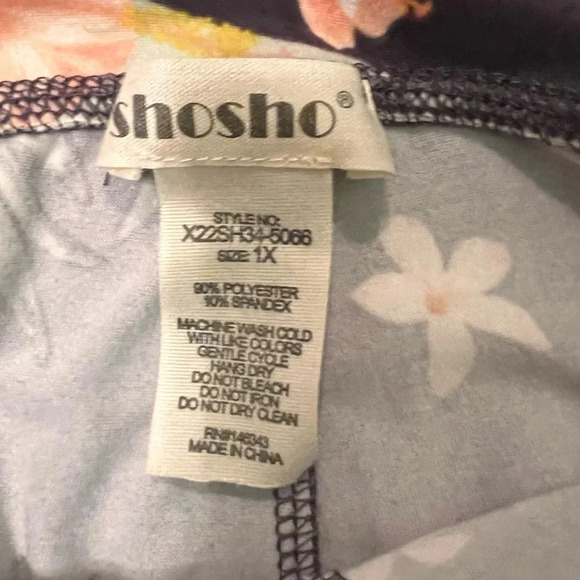 shosho®
STYLE NO:
X22SH34-5066
SIZE: 1X
90% POLYESTER
10% SPANDEX
MACHINE WASH COLD
WITH LIKE COLORS
GENTLE CYCLE
HANG DRY
DO NOT BLEACH
DO NOT IRON
DO NOT DRY CLEAN
RN#146343
MADE IN CHINA